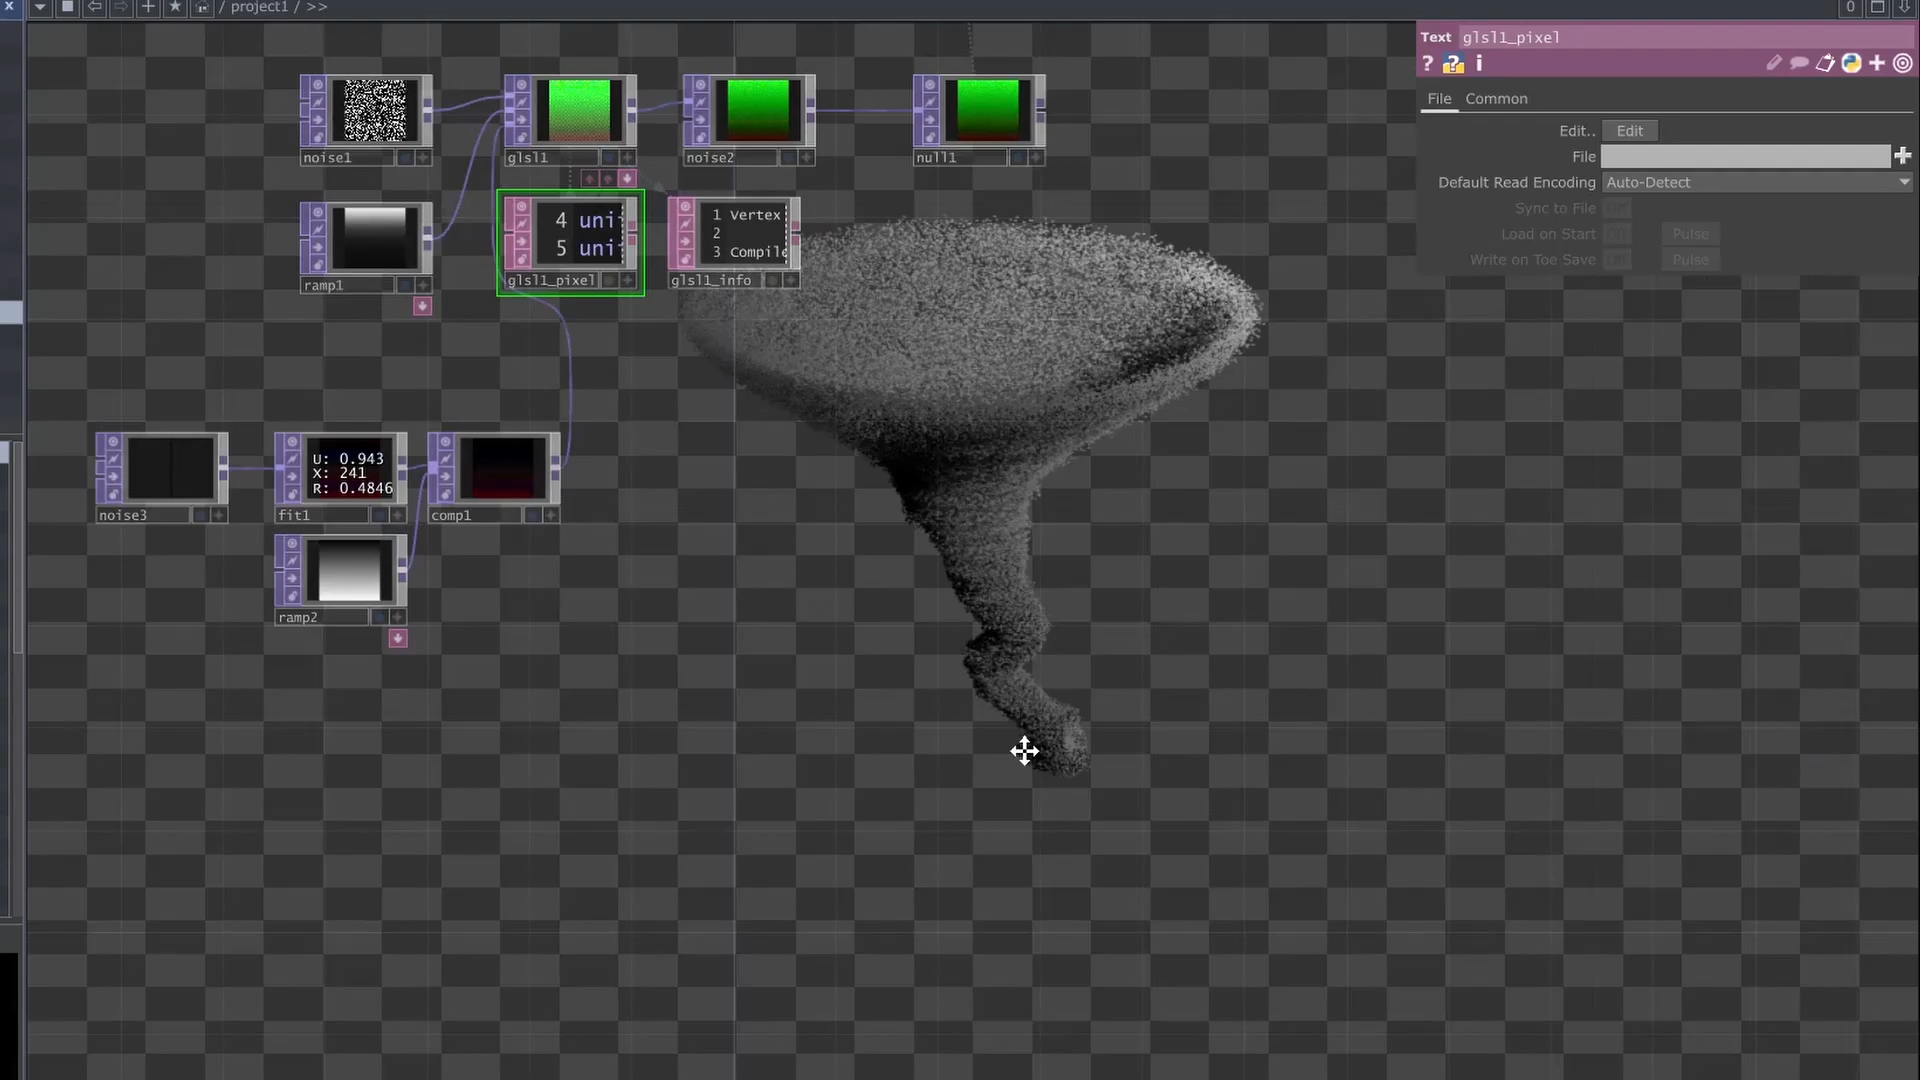 x
/ project1 / >>
0
Text glsl1_pixel
? ? i
File Common
Edit.. Edit
File
Default Read Encoding Auto-Detect
Sync to File
Load on Start Pulse
Write on Toe Save Pulse
noise1
glsl1
noise2
null1
4 uni
5 uni
1 Vertex
2
3 Compile
ramp1
glsl1_pixel
glsl1_info
U: 0.943
X: 241
R: 0.4846
noise3
fit1
comp1
ramp2